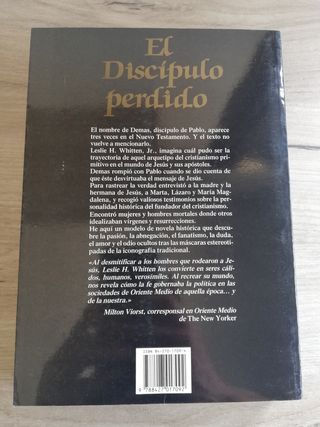 El
Discípulo
perdido
El nombre de Demas, discípulo de Pablo, aparece
tres veces en el Nuevo Testamento. Y el texto no
vuelve a mencionarlo.
Leslie H. Whitten, Jr., imagina cuál pudo ser la
trayectoria de aquel arquetipo del cristianismo pri-
mitivo en el mundo de Jesús y sus apóstoles.
Demas rompió con Pablo cuando se dio cuenta de
que éste desvirtuaba el mensaje de Jesús.
Para rastrear la verdad entrevistó a la madre y la
hermana de Jesús, a Marta, Lázaro y María Mag-
dalena, y recogió valiosos testimonios sobre la per-
sonalidad histórica del fundador del cristianismo.
Encontró mujeres y hombres mortales donde otros
idealizaban vírgenes y resurrecciones.
He aquí un modelo de novela histórica que descu-
bre la pasión, la abnegación, el fanatismo, la duda,
el amor y el odio ocultos tras las máscaras estereoti-
padas de la iconografía tradicional.
«Al desmitificar a los hombres que rodearon a Je-
sús, Leslie H. Whitten los convierte en seres cáli-
dos, humanos, verosímiles. Al recrear su mundo,
nos revela cómo la fe gobernaba la política en las
sociedades de Oriente Medio de aquella época... y
de la nuestra.»
Milton Viorst, corresponsal en Oriente Medio
de The New Yorker
ISBN 84-270-1709-6
9 788427 017092